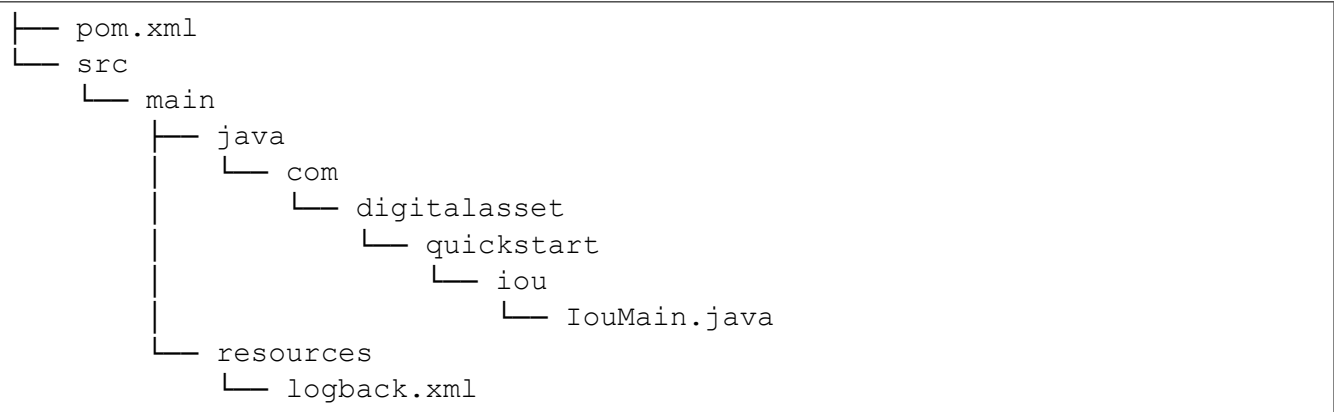 ├── pom.xml
└── src
    └── main
        ├── java
        │   └── com
        │       └── digitalasset
        │           └── quickstart
        │               └── iou
        │                   └── IouMain.java
        └── resources
            └── logback.xml